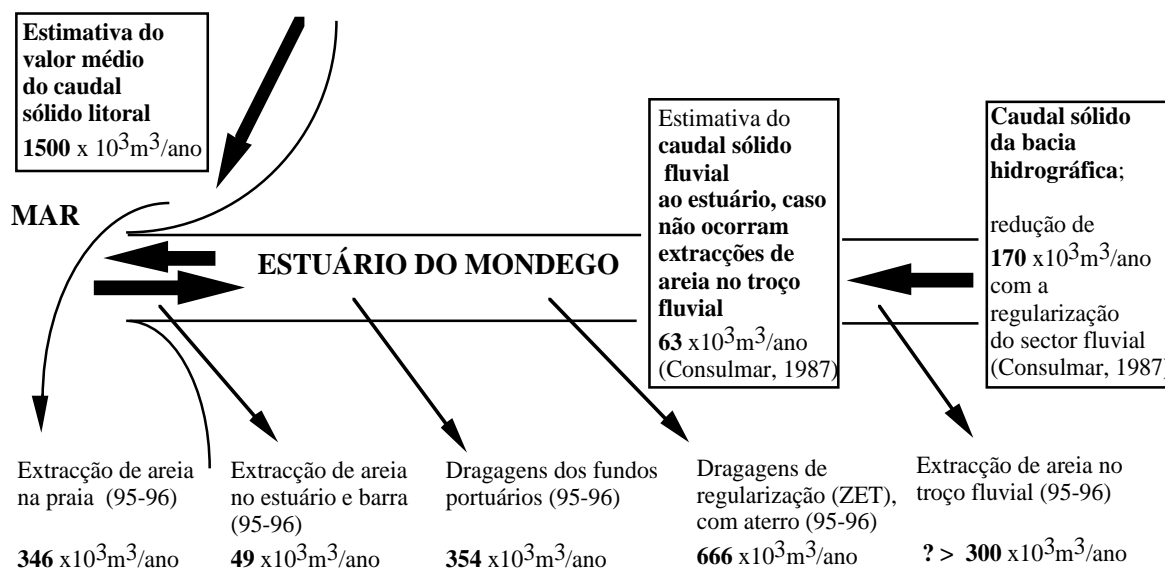 Estimativa do
valor médio
do caudal
sólido litoral
1500 x 10³m³/ano
MAR
ESTUÁRIO DO MONDEGO
Estimativa do
caudal sólido
fluvial
ao estuário, caso
não ocorram
extracções de
areia no troço
fluvial
63 x10³m³/ano
(Consulmar, 1987)
Caudal sólido
da bacia
hidrográfica;
redução de
170 x10³m³/ano
com a
regularização
do sector fluvial
(Consulmar, 1987)
Extracção de areia
na praia (95-96)
346 x10³m³/ano
Extracção de areia
no estuário e barra
(95-96)
49 x10³m³/ano
Dragagens dos fundos
portuários (95-96)
354 x10³m³/ano
Dragagens de
regularização (ZET),
com aterro (95-96)
666 x10³m³/ano
Extracção de areia no
troço fluvial (95-96)
? > 300 x10³m³/ano